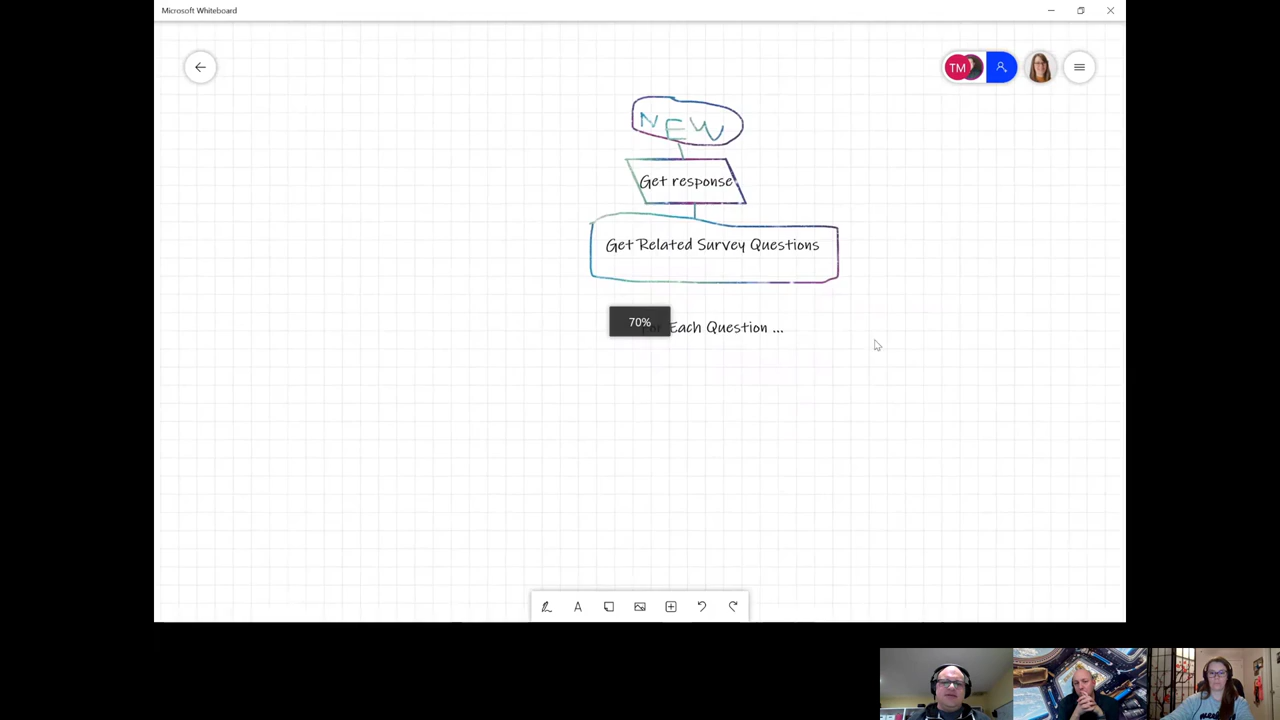 Microsoft Whiteboard
TM
NEW
Get response
Get Related Survey Questions
70%
Each Question ...